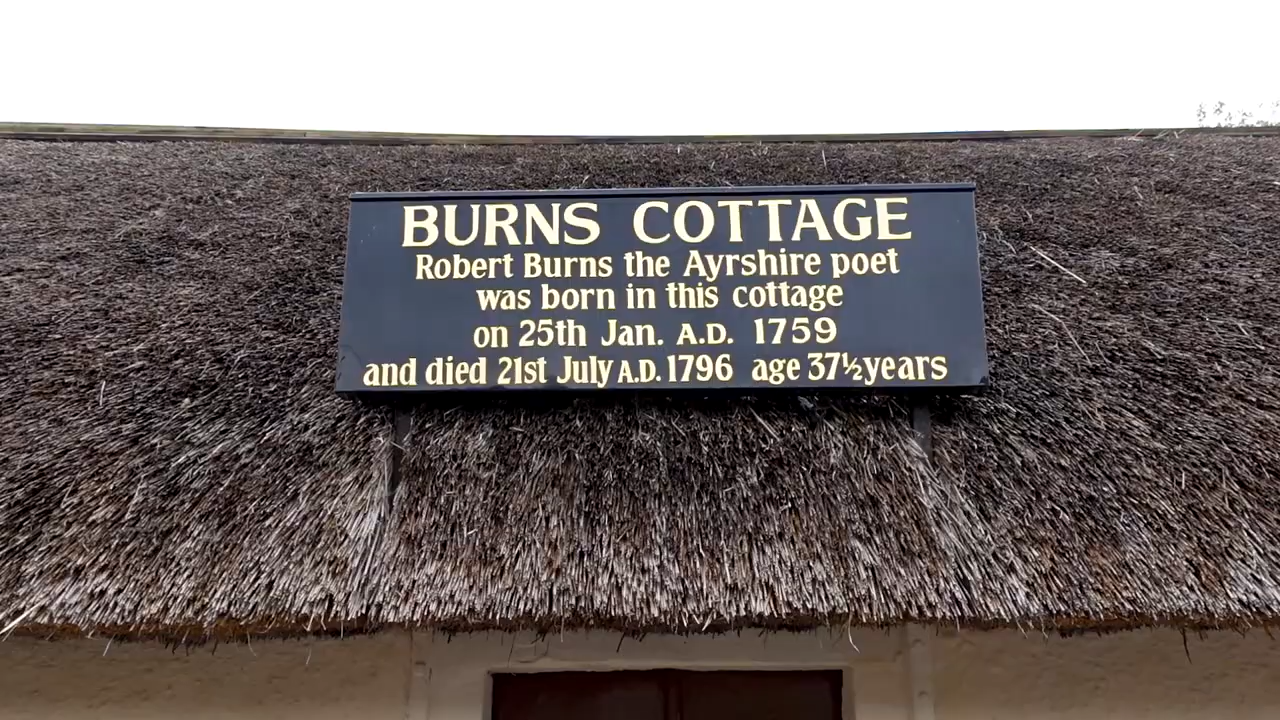 BURNS COTTAGE
Robert Burns the Ayrshire poet
was born in this cottage
on 25th Jan. A.D. 1759
and died 21st July A.D. 1796 age 37½ years